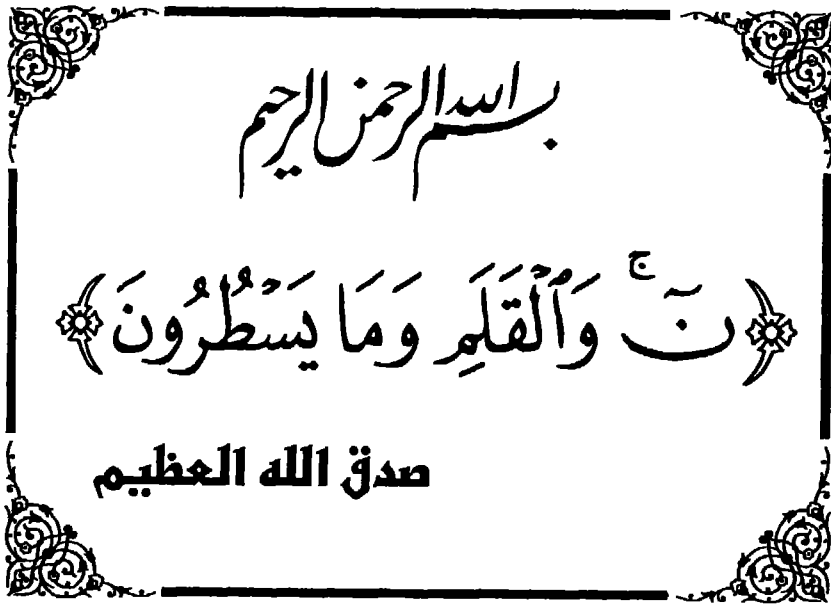 بسم الله الرحمن الرحيم
﴿نٓ ۚ وَٱلْقَلَمِ وَمَا يَسْطُرُونَ﴾
صدق الله العظيم